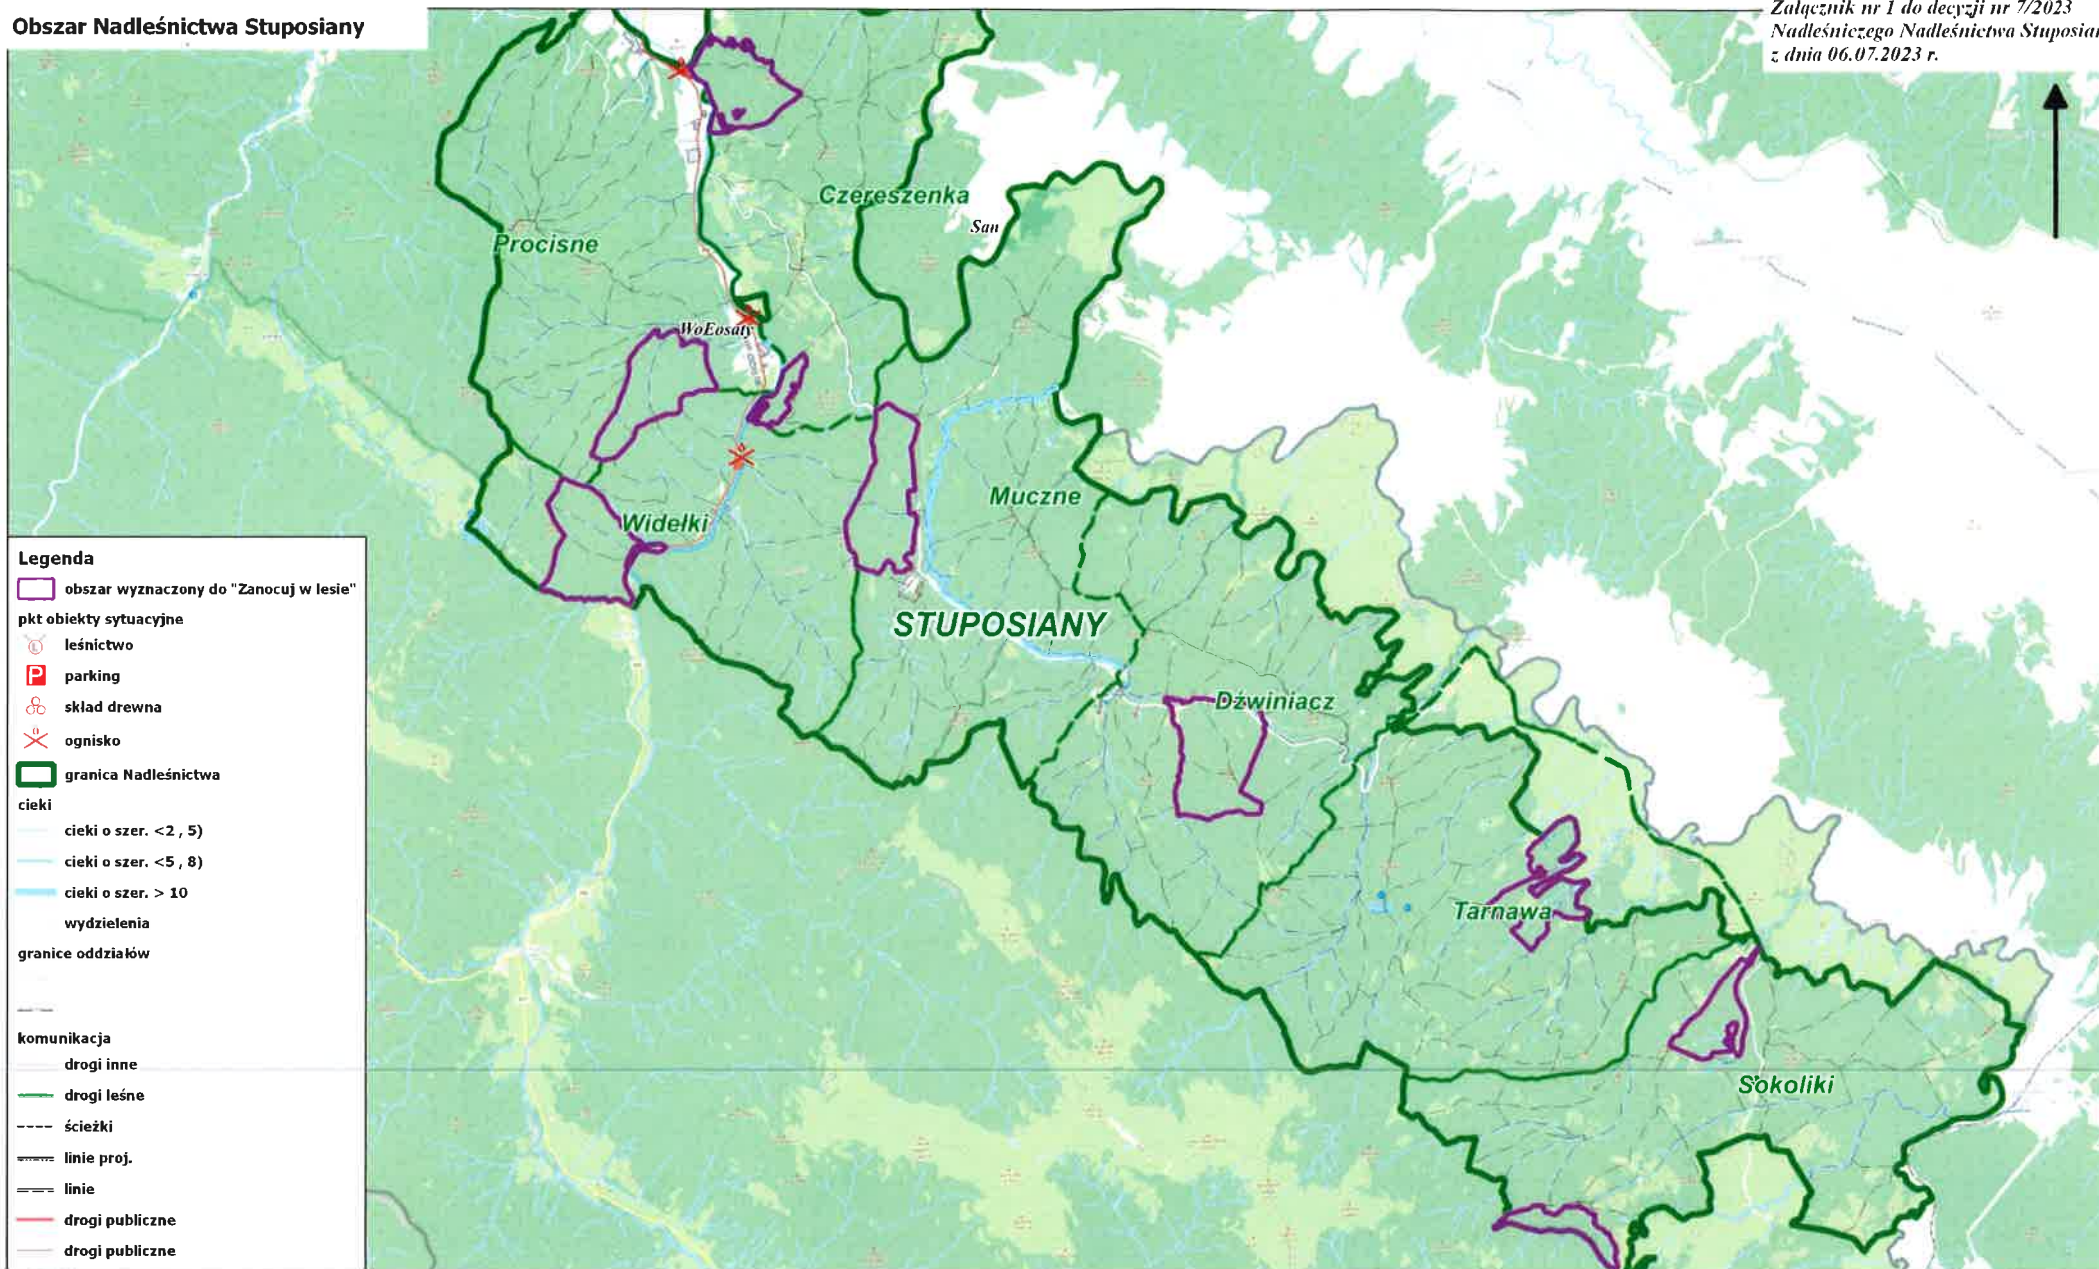 Obszar Nadleśnictwa Stuposiany
Załącznik nr 1 do decyzji nr 7/2023
Nadleśniczego Nadleśnictwa Stuposian
z dnia 06.07.2023 r.
Czereszenka
San
Procisne
WoEosaty
Muczne
Widełki
STUPOSIANY
Dźwiniacz
Tarnawa
Sokoliki
Legenda
obszar wyznaczony do "Zanocuj w lesie"
pkt obiekty sytuacyjne
leśnictwo
P parking
skład drewna
ognisko
granica Nadleśnictwa
cieki
cieki o szer. <2 , 5)
cieki o szer. <5 , 8)
cieki o szer. > 10
wydzielenia
granice oddziałów
komunikacja
drogi inne
drogi leśne
ścieżki
linie proj.
linie
drogi publiczne
drogi publiczne